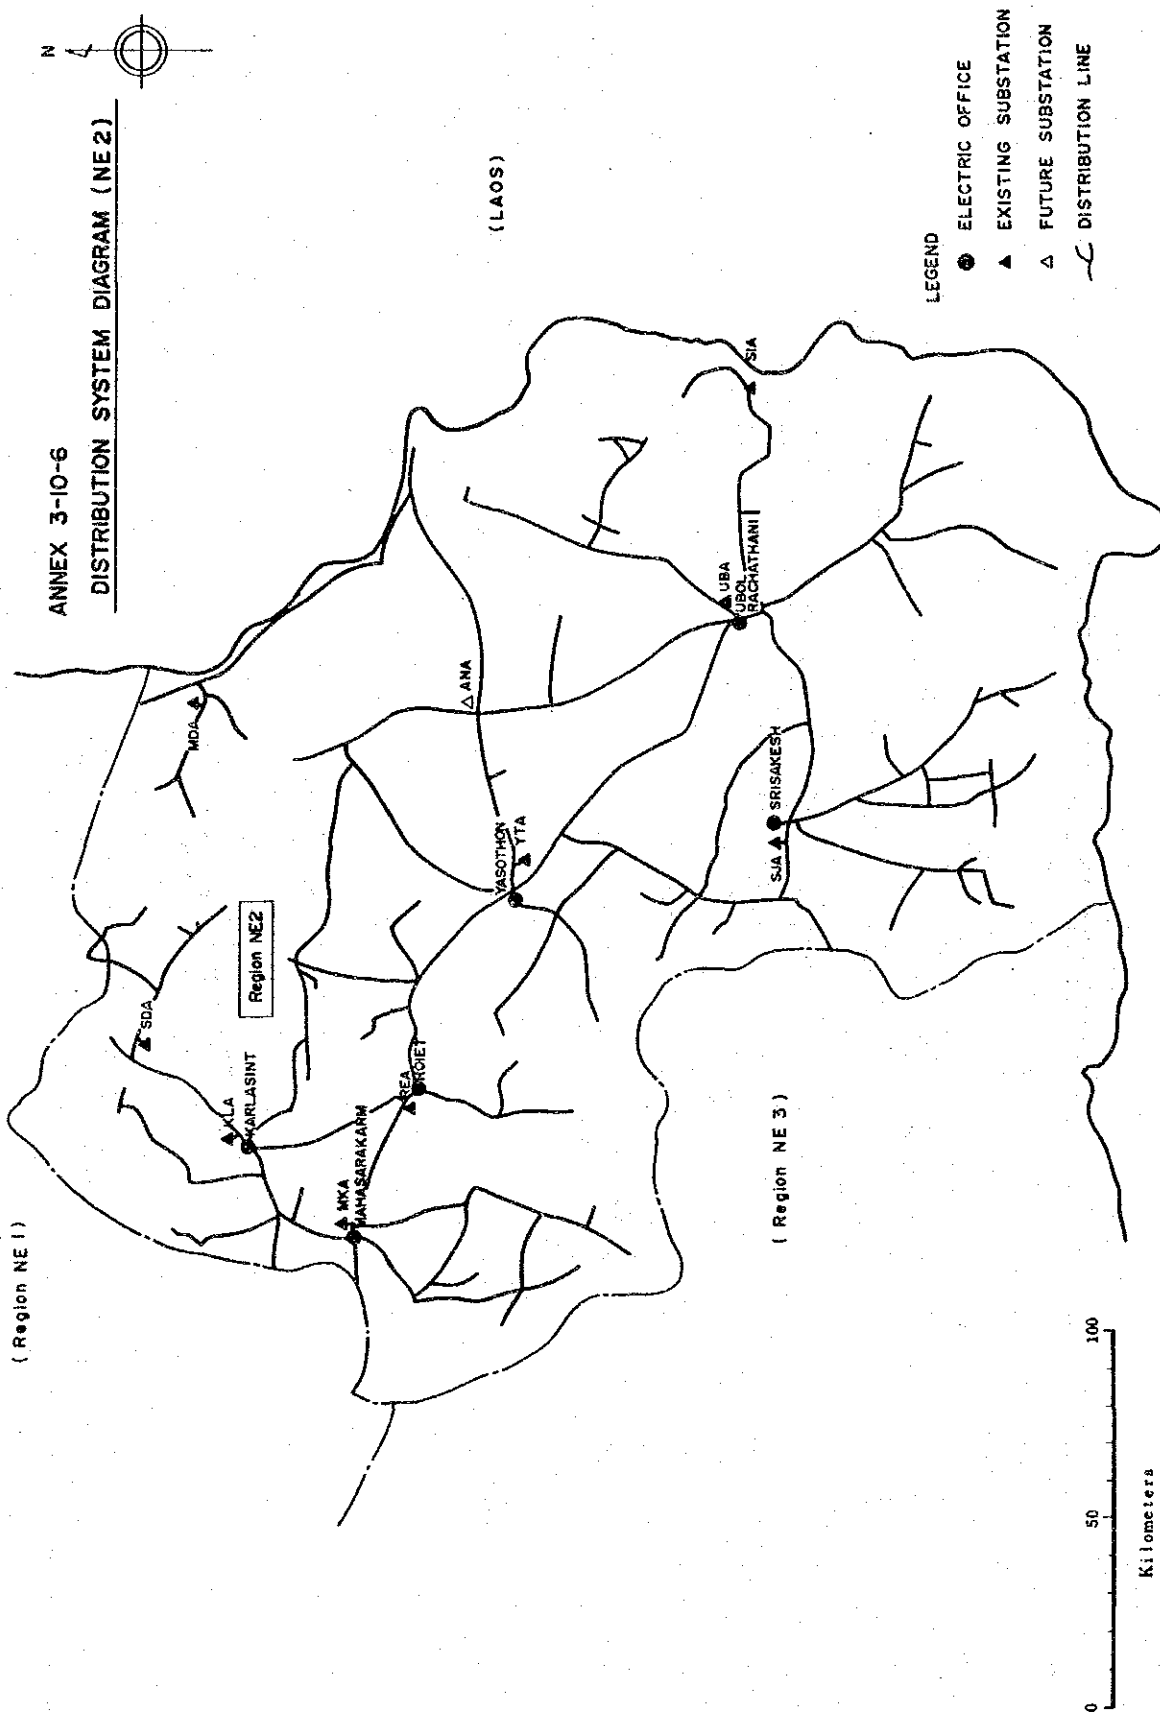 ANNEX 3-10-6
DISTRIBUTION SYSTEM DIAGRAM (NE2)
N
(Region NE 1)
(LAOS)
MDA
SDA
Region NE2
KLA
KARLASINT
MKA
MAHASARAKARM
REA
ROIET
ANA
YASOTHON
YTA
UBA
UBOL
RACHATHANI
SIA
SJA
SRISAKESH
(Region NE 3)
LEGEND
ELECTRIC OFFICE
EXISTING SUBSTATION
FUTURE SUBSTATION
DISTRIBUTION LINE
0 50 100
Kilometers